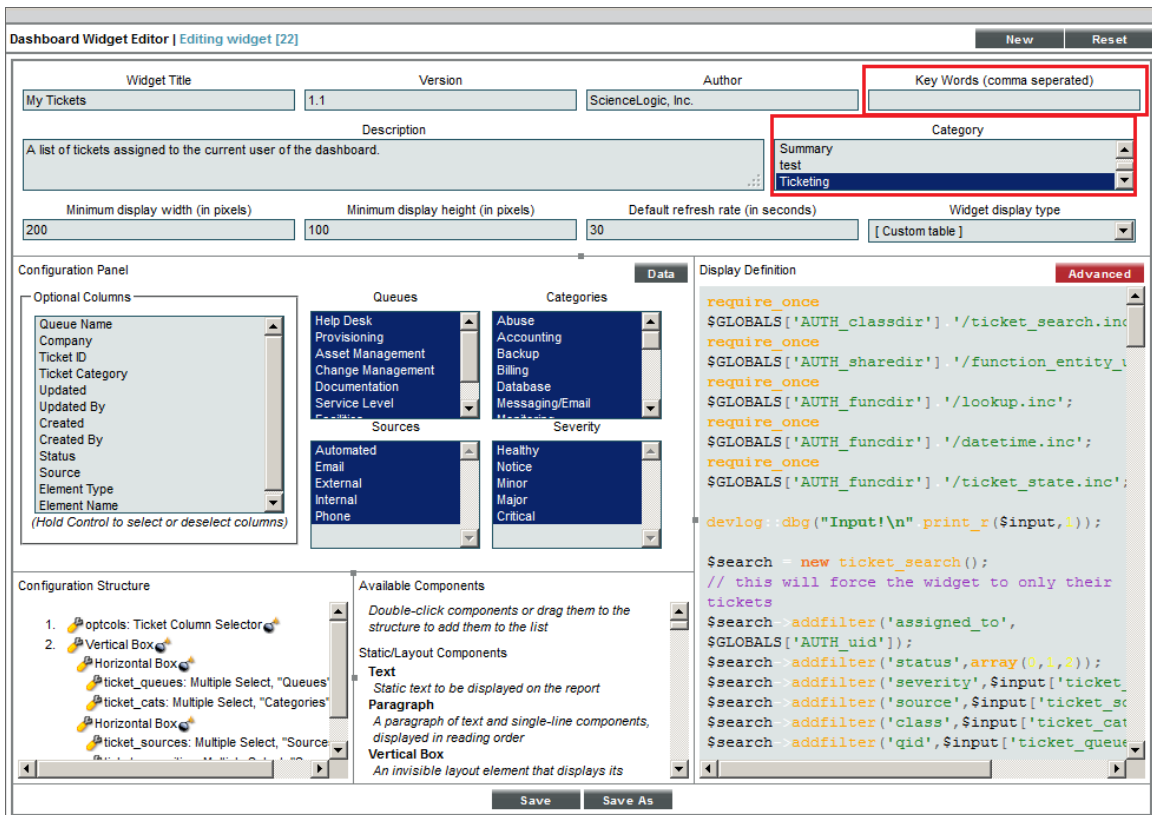 Dashboard Widget Editor | Editing widget [22]
New
Reset
Widget Title
Version
Author
Key Words (comma seperated)
My Tickets
1.1
ScienceLogic, Inc.
Description
Category
A list of tickets assigned to the current user of the dashboard.
Summary
test
Ticketing
Minimum display width (in pixels)
Minimum display height (in pixels)
Default refresh rate (in seconds)
Widget display type
200
100
30
[ Custom table ]
Configuration Panel
Data
Optional Columns
Queue Name
Company
Ticket ID
Ticket Category
Updated
Updated By
Created
Created By
Status
Source
Element Type
Element Name
(Hold Control to select or deselect columns)
Queues
Help Desk
Provisioning
Asset Management
Change Management
Documentation
Service Level
Categories
Abuse
Accounting
Backup
Billing
Database
Messaging/Email
Sources
Automated
Email
External
Internal
Phone
Severity
Healthy
Notice
Minor
Major
Critical
Display Definition
Advanced
require_once
$GLOBALS['AUTH_classdir'].'/ticket_search.inc
require_once
$GLOBALS['AUTH_sharedir'].'/function_entity_
require_once
$GLOBALS['AUTH_funcdir'].'/lookup.inc';
require_once
$GLOBALS['AUTH_funcdir'].'/datetime.inc';
require_once
$GLOBALS['AUTH_funcdir'].'/ticket_state.inc';
devlog::dbg("Input!\n".print_r($input,1));
$search = new ticket_search();
// this will force the widget to only their
tickets
$search->addfilter('assigned_to',
$GLOBALS['AUTH_uid']);
$search->addfilter('status',array(0,1,2));
$search->addfilter('severity',$input['ticket_
$search->addfilter('source',$input['ticket_so
$search->addfilter('class',$input['ticket_cat
$search->addfilter('qid',$input['ticket_queue
Configuration Structure
1. optcols: Ticket Column Selector
2. Vertical Box
Horizontal Box
ticket_queues: Multiple Select, "Queues"
ticket_cats: Multiple Select, "Categories"
Horizontal Box
ticket_sources: Multiple Select, "Source
Available Components
Double-click components or drag them to the
structure to add them to the list
Static/Layout Components
Text
Static text to be displayed on the report
Paragraph
A paragraph of text and single-line components,
displayed in reading order
Vertical Box
An invisible layout element that displays its
Save
Save As